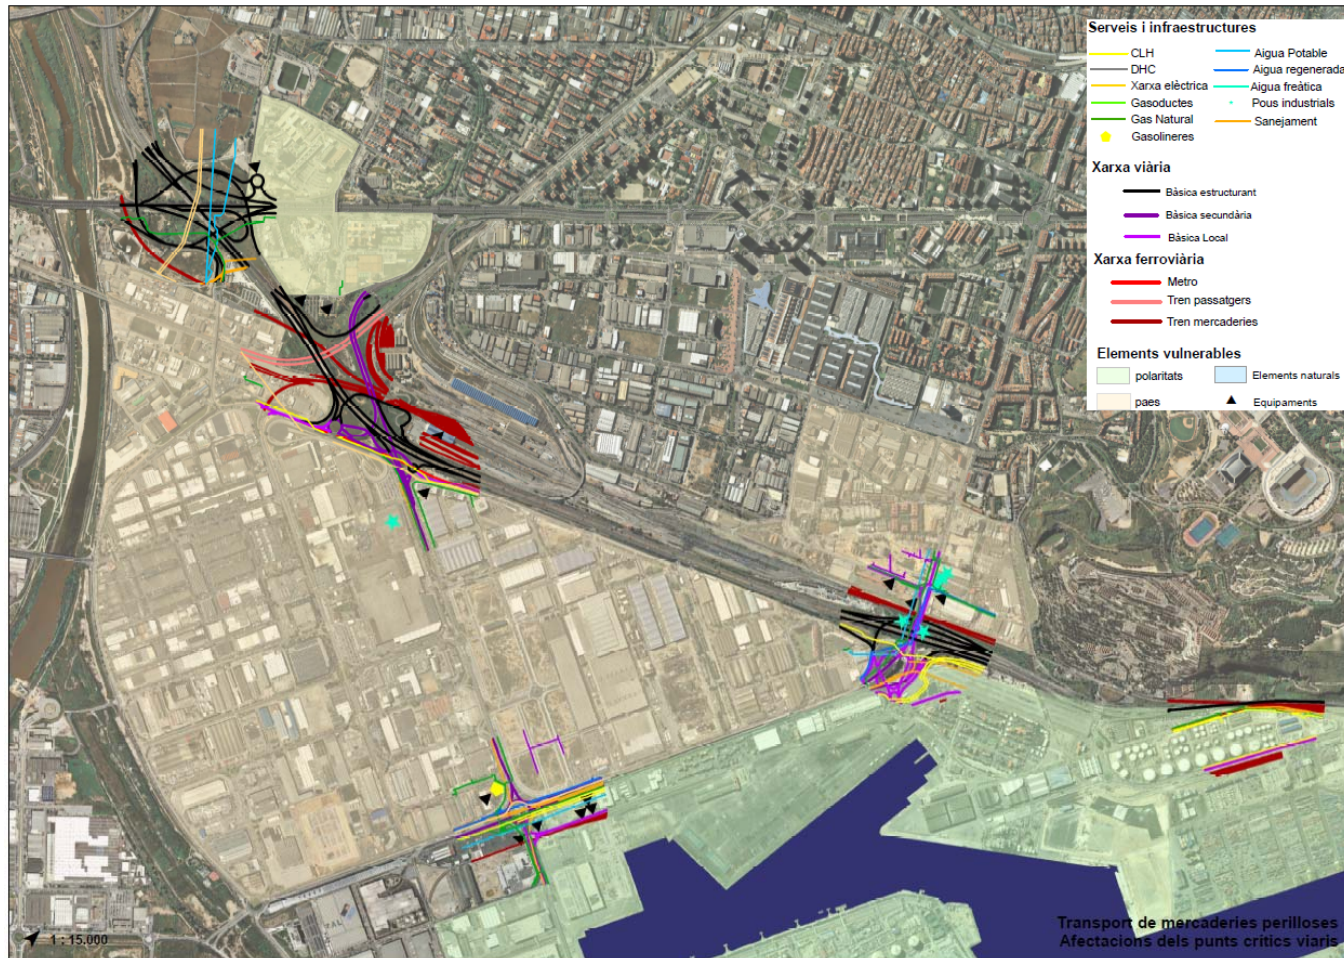 Serveis i infraestructures
CLH
DHC
Xarxa elèctrica
Gasoductes
Gas Natural
Gasolineres
Aigua Potable
Aigua regenerada
Aigua freàtica
Pous industrials
Sanejament
Xarxa viària
Bàsica estructurant
Bàsica secundària
Bàsica Local
Xarxa ferroviària
Metro
Tren passatgers
Tren mercaderies
Elements vulnerables
polaritats
paes
Elements naturals
Equipaments
1 : 15.000
Transport de mercaderies perilloses
Afectacions dels punts crítics viaris